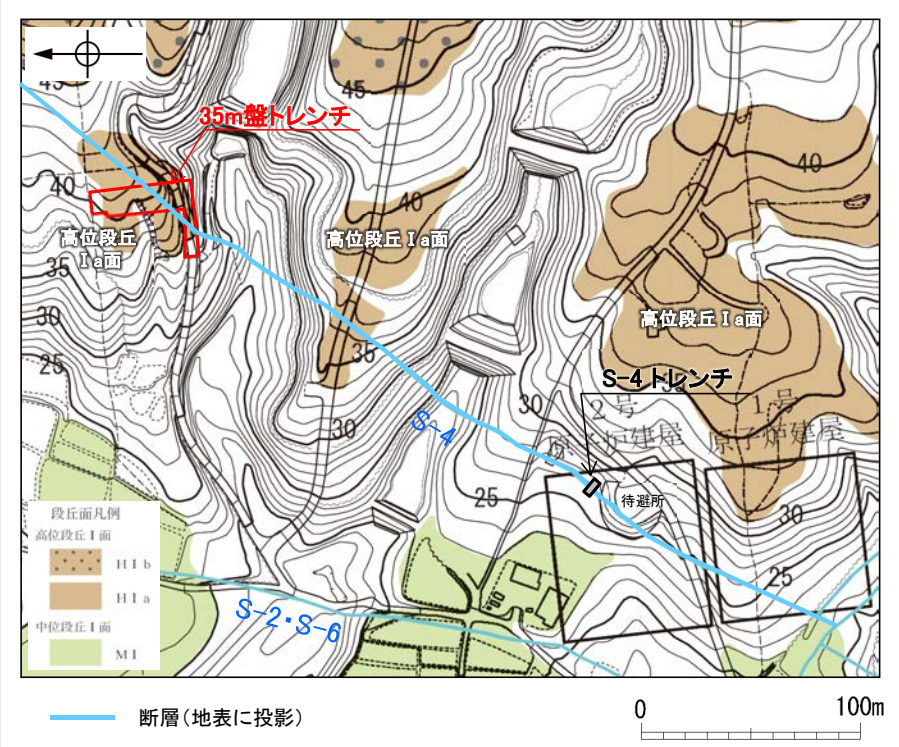 45
45
35m盤トレンチ
40
40
40
高位段丘
Ⅰa面
高位段丘Ⅰa面
35
30
高位段丘Ⅰa面
25
35
S-4トレンチ
30
2号
1号
原子炉建屋
原子炉建屋
S-4
30
25
待避所
30
25
段丘面凡例
高位段丘Ⅰ面
HⅠb
HⅠa
中位段丘Ⅰ面
MⅠ
S-2・S-6
断層(地表に投影)
0
100m